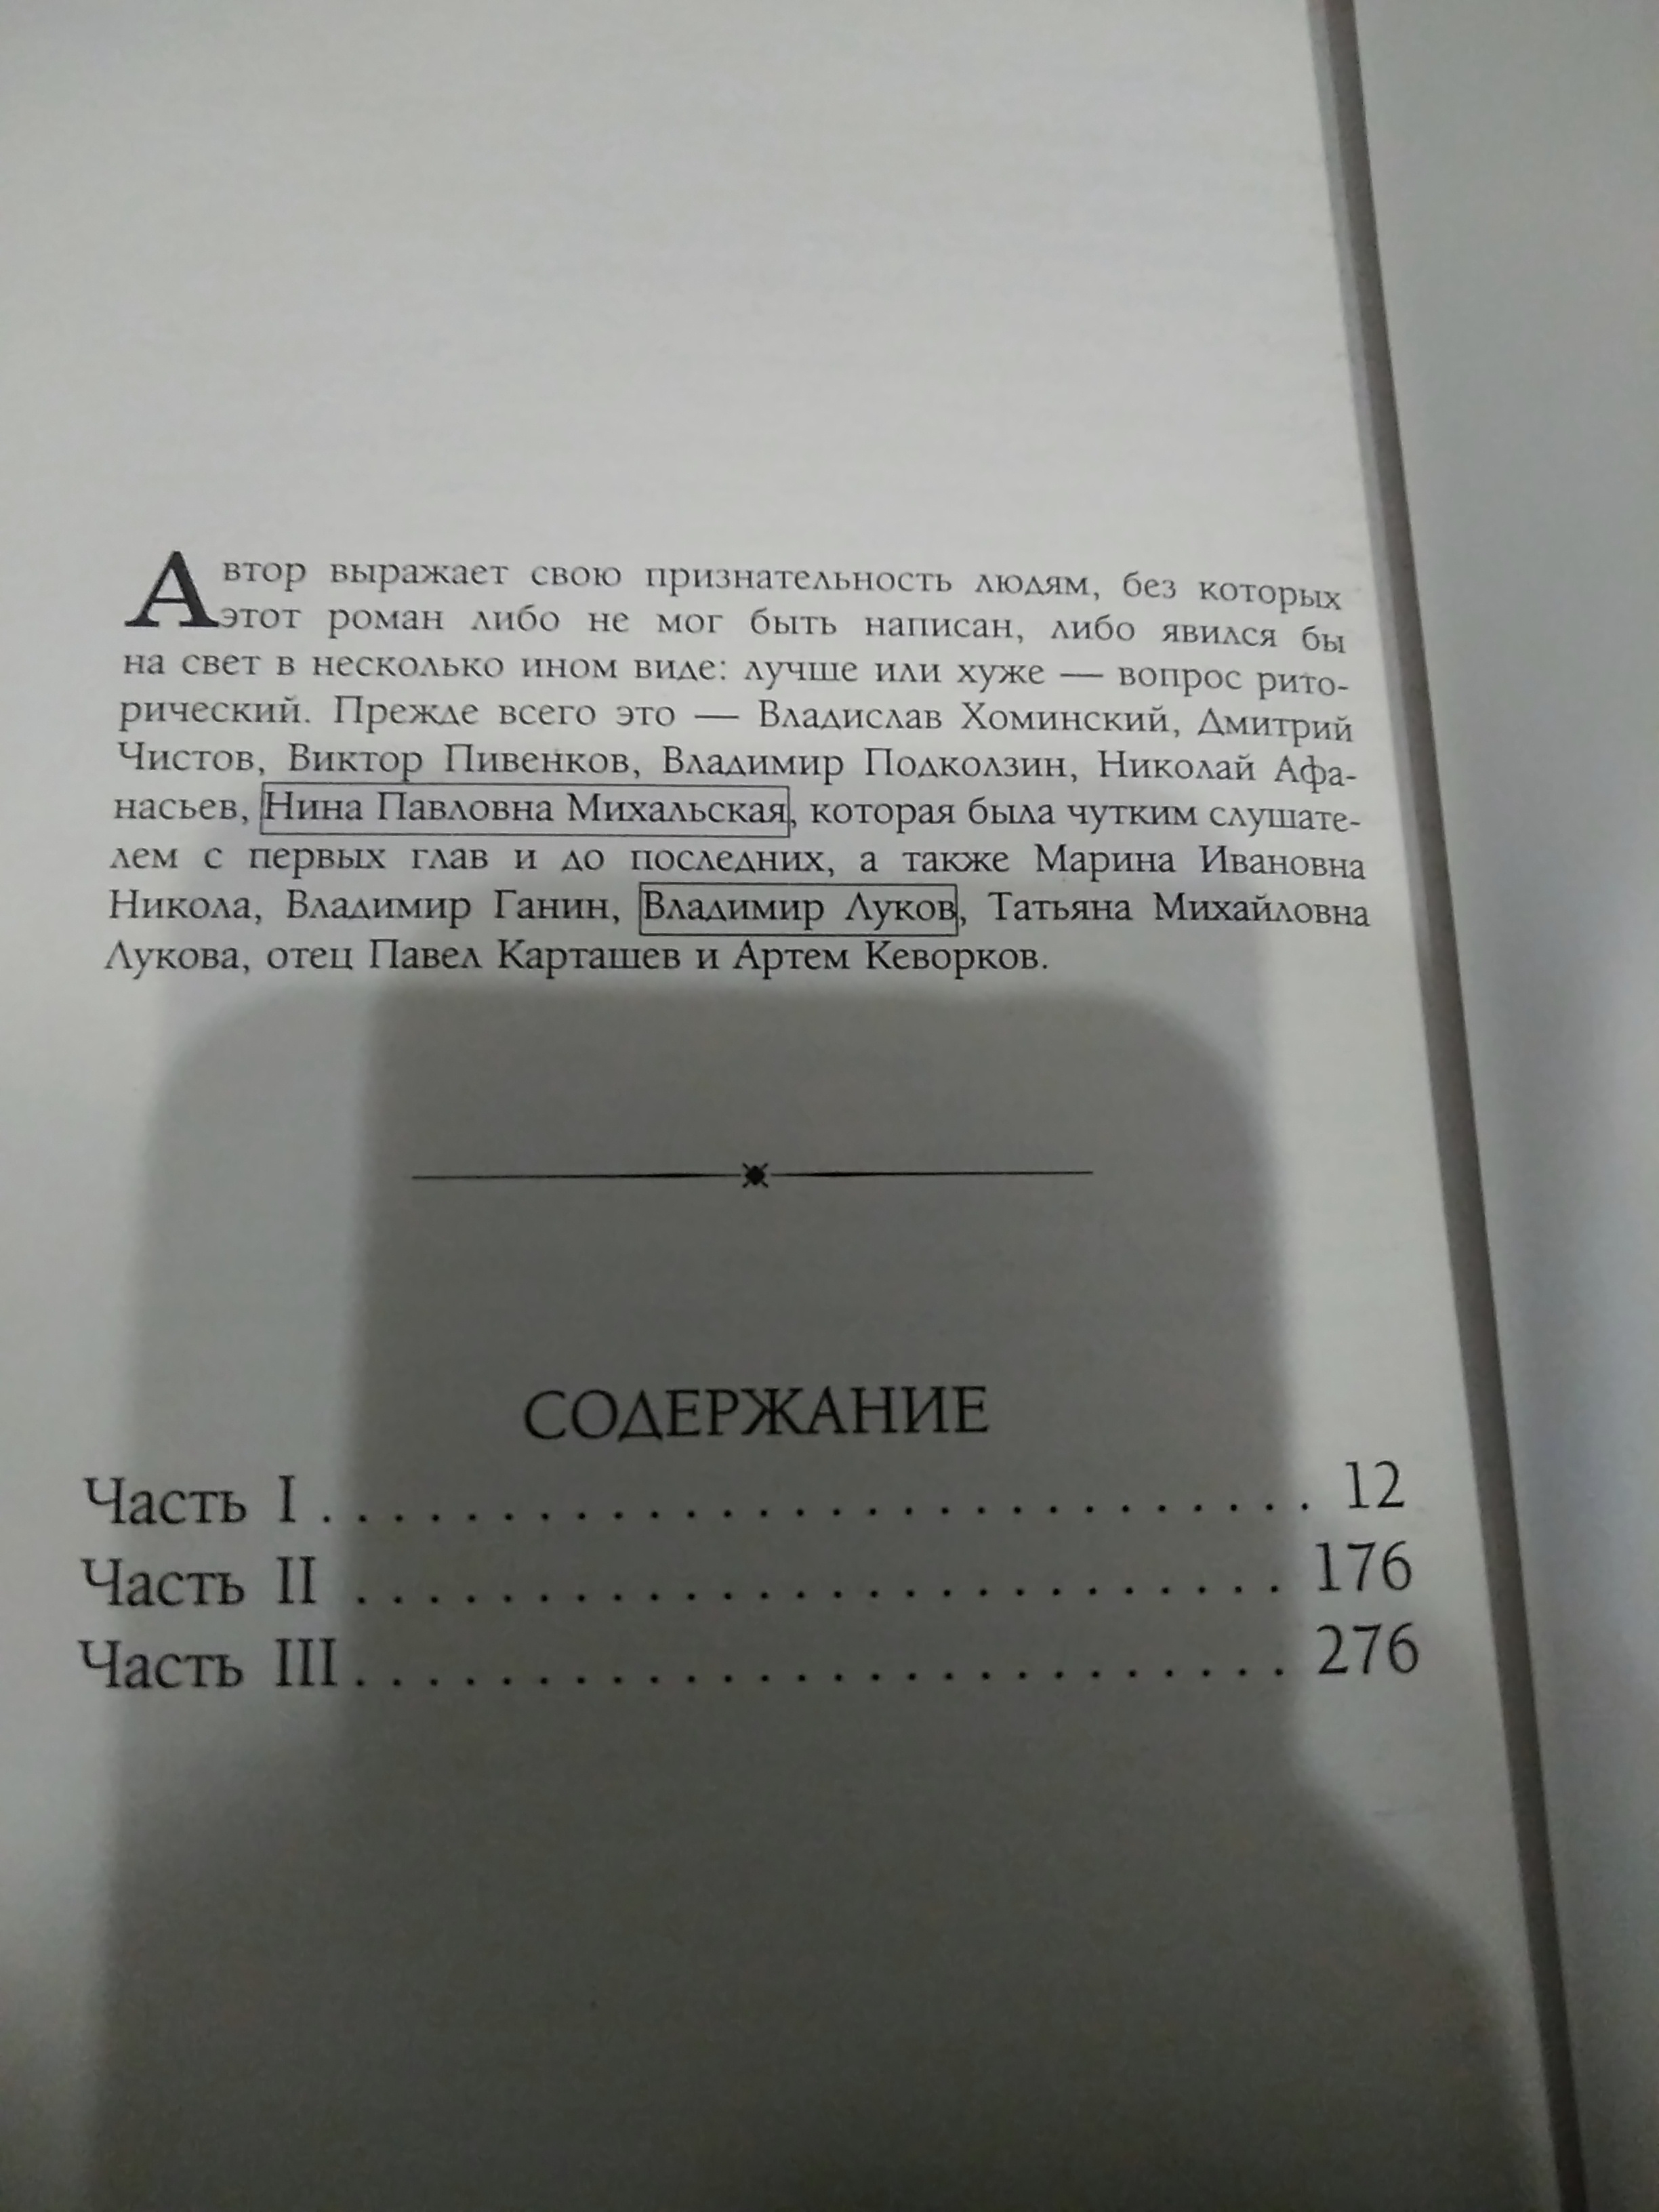 Автор выражает свою признательность людям, без которых
этот роман либо не мог быть написан, либо явился бы
на свет в несколько ином виде: лучше или хуже — вопрос рито-
рический. Прежде всего это — Владислав Хоминский, Дмитрий
Чистов, Виктор Пивенков, Владимир Подколзин, Николай Афа-
насьев, Нина Павловна Михальская, которая была чутким слушате-
лем с первых глав и до последних, а также Марина Ивановна
Никола, Владимир Ганин, Владимир Луков, Татьяна Михайловна
Лукова, отец Павел Карташев и Артем Кеворков.
СОДЕРЖАНИЕ
Часть I . . . . . . . . . . . . . . . . . . . . . . . . . . . . 12
Часть II . . . . . . . . . . . . . . . . . . . . . . . . . . 176
Часть III . . . . . . . . . . . . . . . . . . . . . . . . . . 276